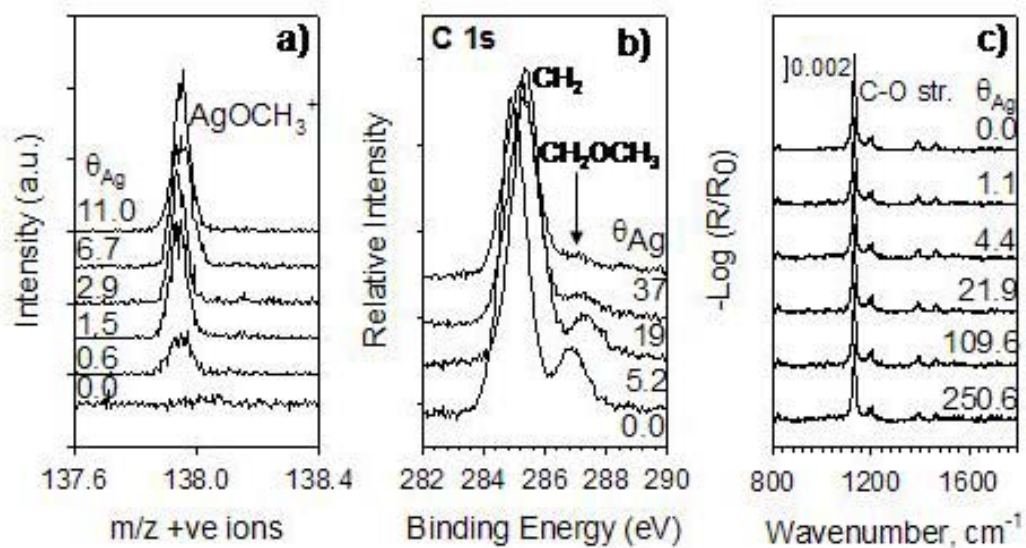 a)
AgOCH3+
θAg
11.0
6.7
2.9
1.5
0.6
0.0
Intensity (a.u.)
137.6 138.0 138.4
m/z +ve ions
C 1s
b)
CH2
CH2OCH3
θAg
37
19
5.2
0.0
Relative Intensity
282 284 286 288 290
Binding Energy (eV)
c)
]0.002
C-O str.
θAg
0.0
1.1
4.4
21.9
109.6
250.6
-Log (R/R0)
800 1200 1600
Wavenumber, cm-1